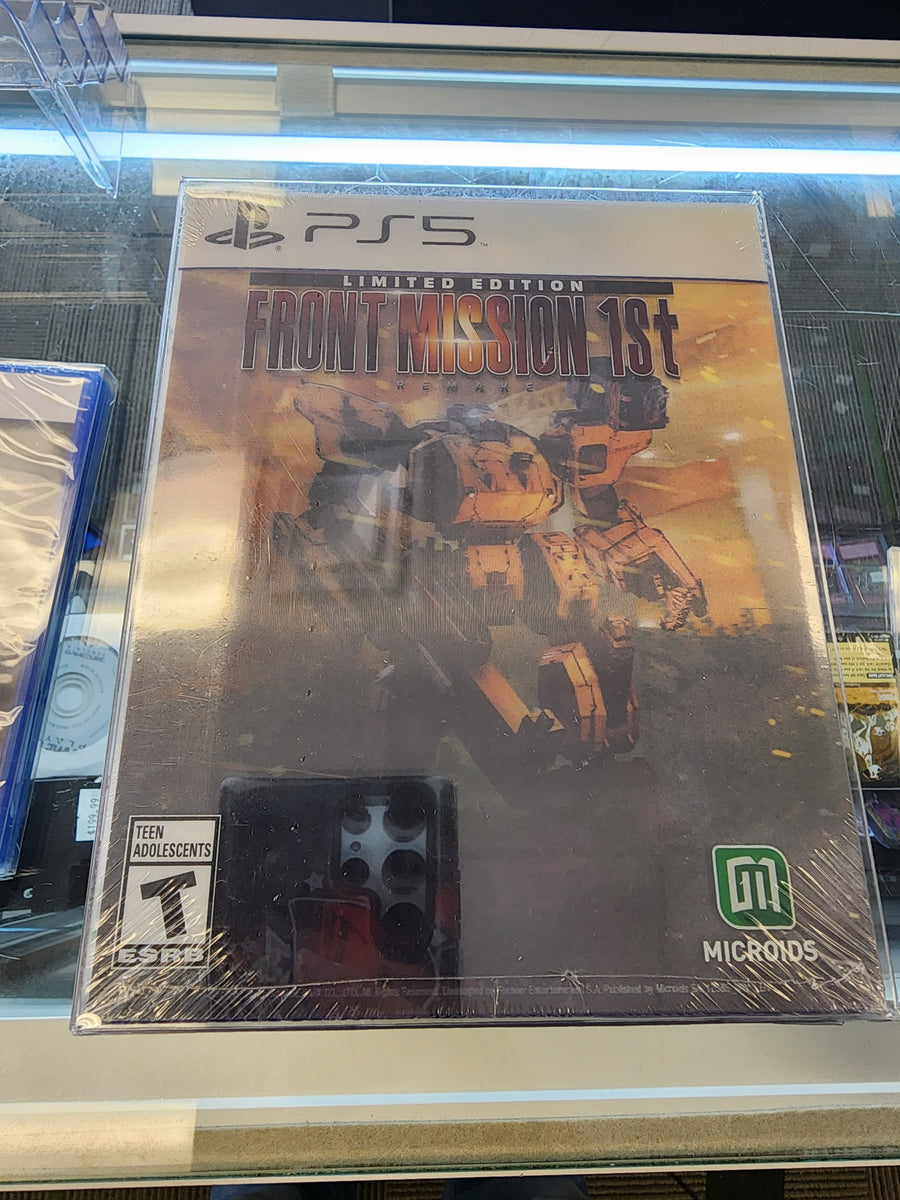 PS5
LIMITED EDITION
FRONT MISSION 1st
REMAKE
TEEN
ADOLESCENTS
T
ESRB
MICROIDS
$199.99